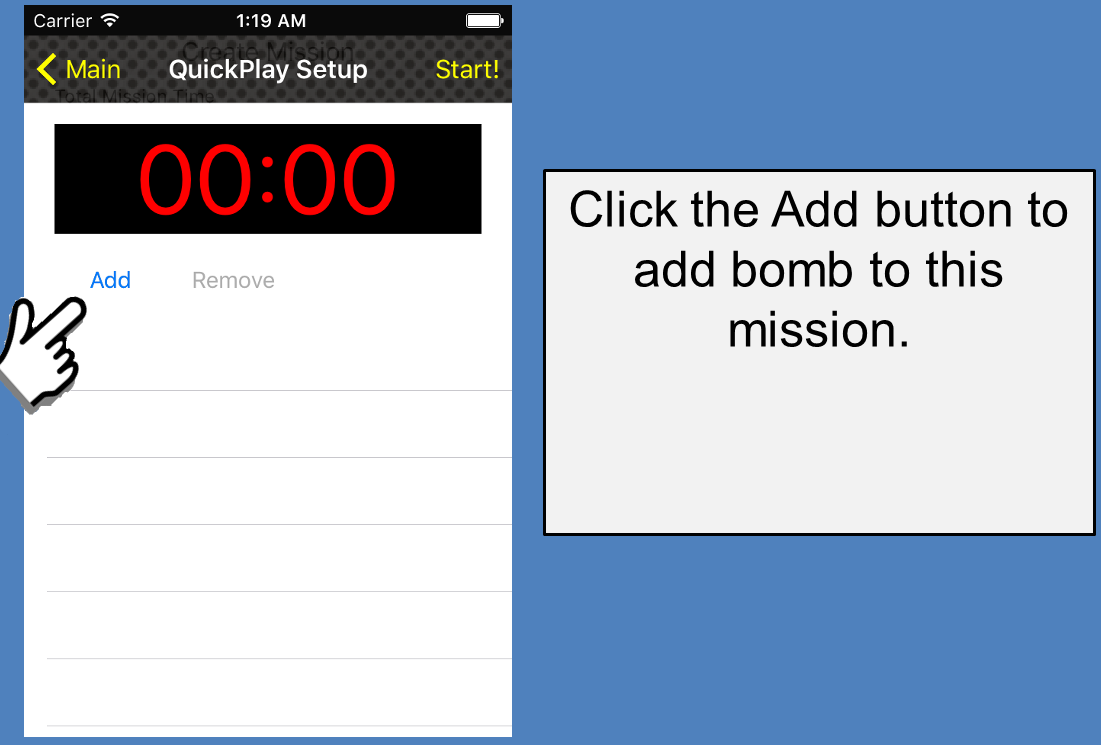 Carrier 1:19 AM
Create Mission
Main QuickPlay Setup Start!
Total Mission Time
00:00
Add Remove
Click the Add button to
add bomb to this
mission.